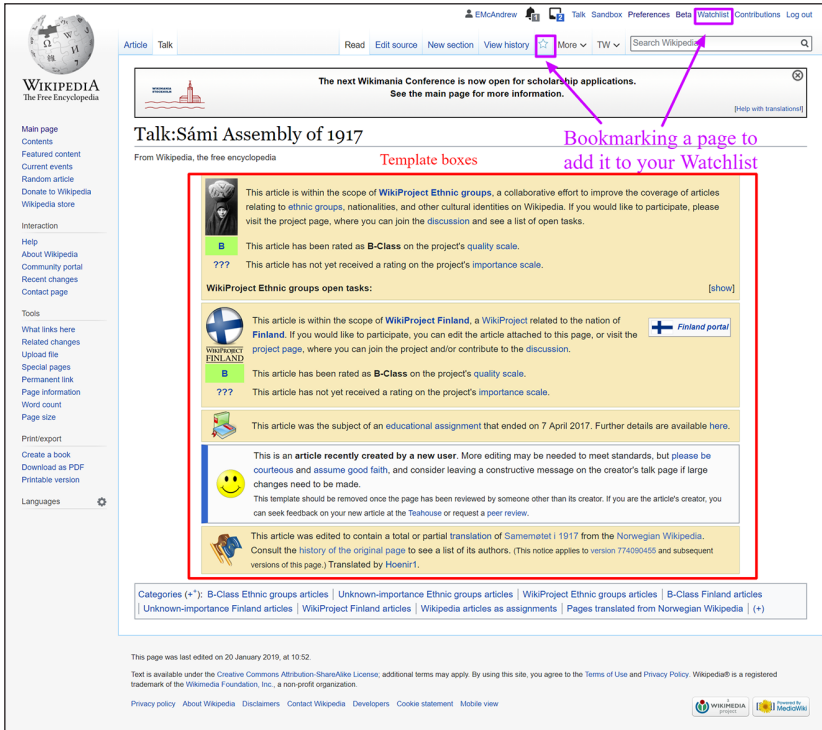 EMcAndrew 1 2 Talk Sandbox Preferences Beta Watchlist Contributions Log out
Article Talk Read Edit source New section View history More TW Search Wikipedia
WIKIPEDIA
The Free Encyclopedia
The next Wikimania Conference is now open for scholarship applications.
See the main page for more information.
[Help with translations!]
Bookmarking a page to
add it to your Watchlist
Talk:Sámi Assembly of 1917
From Wikipedia, the free encyclopedia
Template boxes
Main page
Contents
Featured content
Current events
Random article
Donate to Wikipedia
Wikipedia store
Interaction
Help
About Wikipedia
Community portal
Recent changes
Contact page
Tools
What links here
Related changes
Upload file
Special pages
Permanent link
Page information
Word count
Page size
Print/export
Create a book
Download as PDF
Printable version
Languages
This article is within the scope of WikiProject Ethnic groups, a collaborative effort to improve the coverage of articles
relating to ethnic groups, nationalities, and other cultural identities on Wikipedia. If you would like to participate, please
visit the project page, where you can join the discussion and see a list of open tasks.
B This article has been rated as B-Class on the project's quality scale.
??? This article has not yet received a rating on the project's importance scale.
WikiProject Ethnic groups open tasks: [show]
WIKIPROJECT
FINLAND
This article is within the scope of WikiProject Finland, a WikiProject related to the nation of
Finland. If you would like to participate, you can edit the article attached to this page, or visit the
project page, where you can join the project and/or contribute to the discussion.
Finland portal
B This article has been rated as B-Class on the project's quality scale.
??? This article has not yet received a rating on the project's importance scale.
This article was the subject of an educational assignment that ended on 7 April 2017. Further details are available here.
This is an article recently created by a new user. More editing may be needed to meet standards, but please be
courteous and assume good faith, and consider leaving a constructive message on the creator's talk page if large
changes need to be made.
This template should be removed once the page has been reviewed by someone other than its creator. If you are the article's creator, you
can seek feedback on your new article at the Teahouse or request a peer review.
This article was edited to contain a total or partial translation of Samemøtet i 1917 from the Norwegian Wikipedia.
Consult the history of the original page to see a list of its authors. (This notice applies to version 774090455 and subsequent
versions of this page.) Translated by Hoenir1.
Categories (+⁺): B-Class Ethnic groups articles | Unknown-importance Ethnic groups articles | WikiProject Ethnic groups articles | B-Class Finland articles
| Unknown-importance Finland articles | WikiProject Finland articles | Wikipedia articles as assignments | Pages translated from Norwegian Wikipedia | (+)
This page was last edited on 20 January 2019, at 10:52.
Text is available under the Creative Commons Attribution-ShareAlike License; additional terms may apply. By using this site, you agree to the Terms of Use and Privacy Policy. Wikipedia® is a registered
trademark of the Wikimedia Foundation, Inc., a non-profit organization.
Privacy policy About Wikipedia Disclaimers Contact Wikipedia Developers Cookie statement Mobile view
A WIKIMEDIA project
Powered By MediaWiki